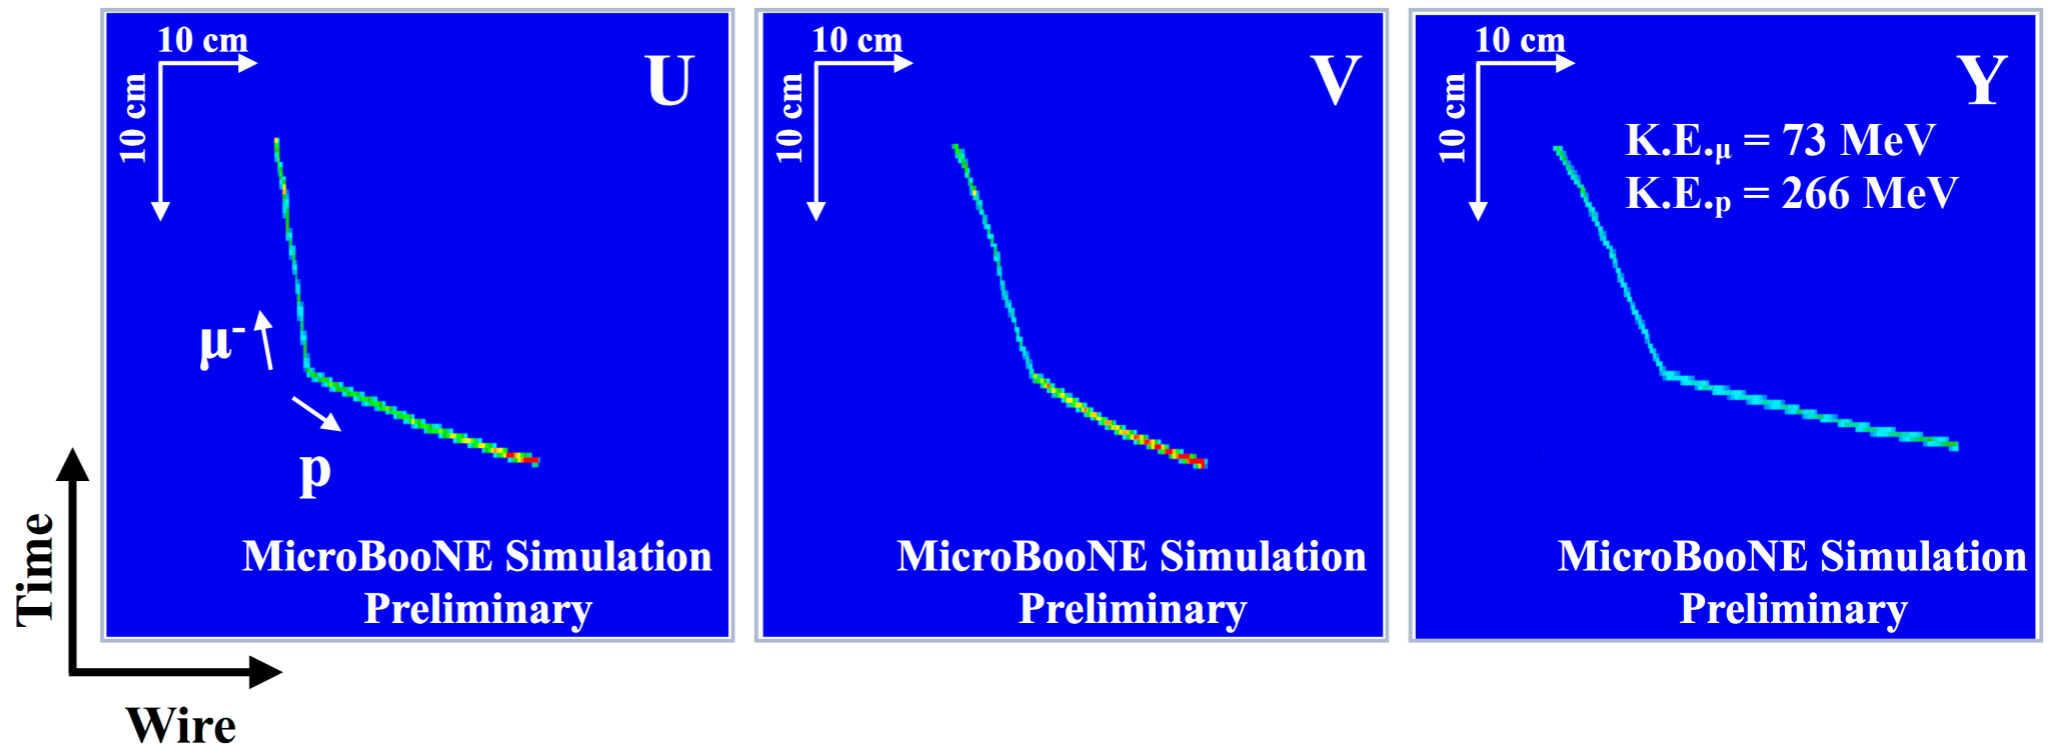 10 cm
10 cm
U
μ-
p
MicroBooNE Simulation
Preliminary
10 cm
10 cm
V
MicroBooNE Simulation
Preliminary
10 cm
10 cm
Y
K.E.μ = 73 MeV
K.E.p = 266 MeV
MicroBooNE Simulation
Preliminary
Time
Wire